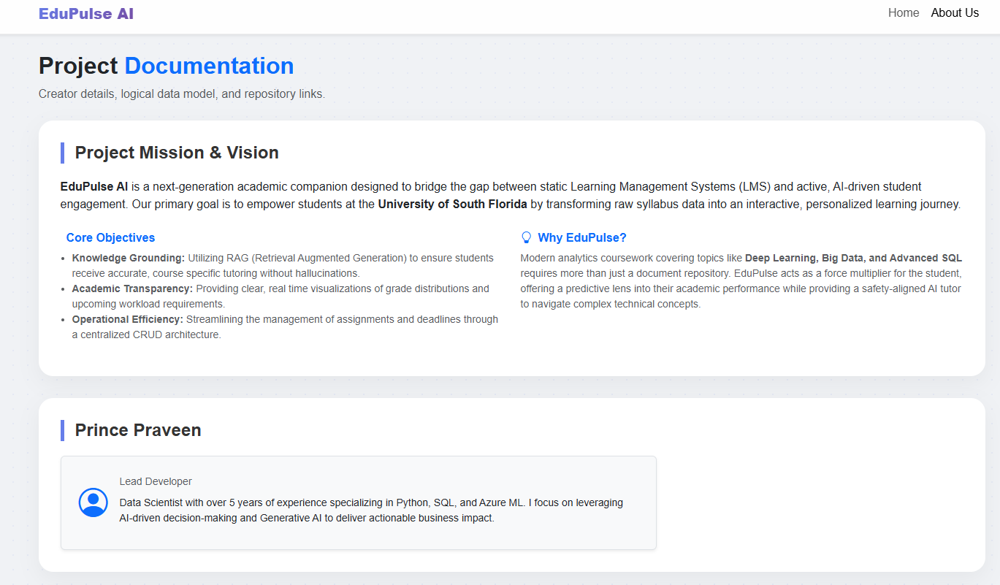 EduPulse AI
Home About Us
Project Documentation
Creator details, logical data model, and repository links.
Project Mission & Vision
EduPulse AI is a next-generation academic companion designed to bridge the gap between static Learning Management Systems (LMS) and active, AI-driven student
engagement. Our primary goal is to empower students at the University of South Florida by transforming raw syllabus data into an interactive, personalized learning journey.
Core Objectives
• Knowledge Grounding: Utilizing RAG (Retrieval Augmented Generation) to ensure students
receive accurate, course specific tutoring without hallucinations.
• Academic Transparency: Providing clear, real time visualizations of grade distributions and
upcoming workload requirements.
• Operational Efficiency: Streamlining the management of assignments and deadlines through
a centralized CRUD architecture.
Why EduPulse?
Modern analytics coursework covering topics like Deep Learning, Big Data, and Advanced SQL
requires more than just a document repository. EduPulse acts as a force multiplier for the student,
offering a predictive lens into their academic performance while providing a safety-aligned AI tutor
to navigate complex technical concepts.
Prince Praveen
Lead Developer
Data Scientist with over 5 years of experience specializing in Python, SQL, and Azure ML. I focus on leveraging
AI-driven decision-making and Generative AI to deliver actionable business impact.